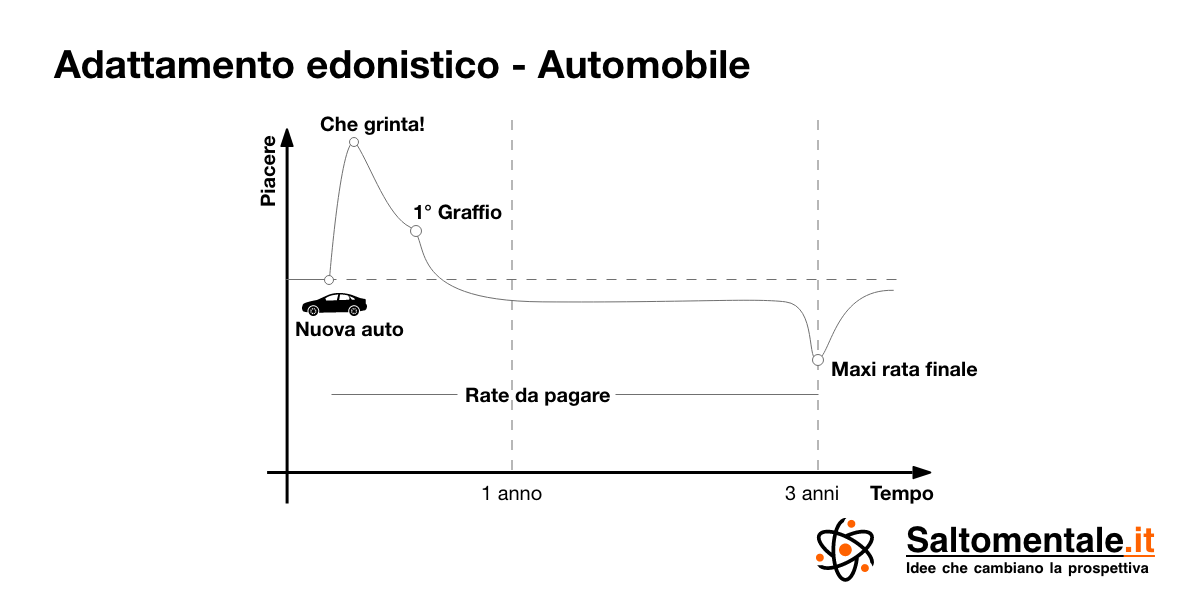 Adattamento edonistico - Automobile
Piacere
Che grinta!
1° Graffio
Nuova auto
Maxi rata finale
Rate da pagare
1 anno
3 anni
Tempo
Saltomentale.it
Idee che cambiano la prospettiva